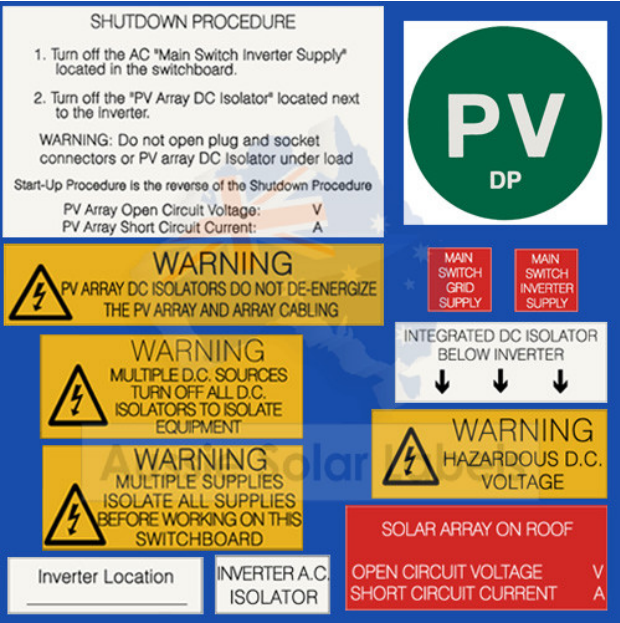 SHUTDOWN PROCEDURE
1. Turn off the AC "Main Switch Inverter Supply"
located in the switchboard.
2. Turn off the "PV Array DC Isolator" located next
to the inverter.
WARNING: Do not open plug and socket
connectors or PV array DC Isolator under load
Start-Up Procedure is the reverse of the Shutdown Procedure
PV Array Open Circuit Voltage: V
PV Array Short Circuit Current: A
PV
DP
WARNING
PV ARRAY DC ISOLATORS DO NOT DE-ENERGIZE
THE PV ARRAY AND ARRAY CABLING
MAIN
SWITCH
GRID
SUPPLY
MAIN
SWITCH
INVERTER
SUPPLY
INTEGRATED DC ISOLATOR
BELOW INVERTER
WARNING
MULTIPLE D.C. SOURCES
TURN OFF ALL D.C.
ISOLATORS TO ISOLATE
EQUIPMENT
WARNING
HAZARDOUS D.C.
VOLTAGE
WARNING
MULTIPLE SUPPLIES
ISOLATE ALL SUPPLIES
BEFORE WORKING ON THIS
SWITCHBOARD
Aussie Solar Labels
SOLAR ARRAY ON ROOF
OPEN CIRCUIT VOLTAGE V
SHORT CIRCUIT CURRENT A
Inverter Location
INVERTER A.C.
ISOLATOR